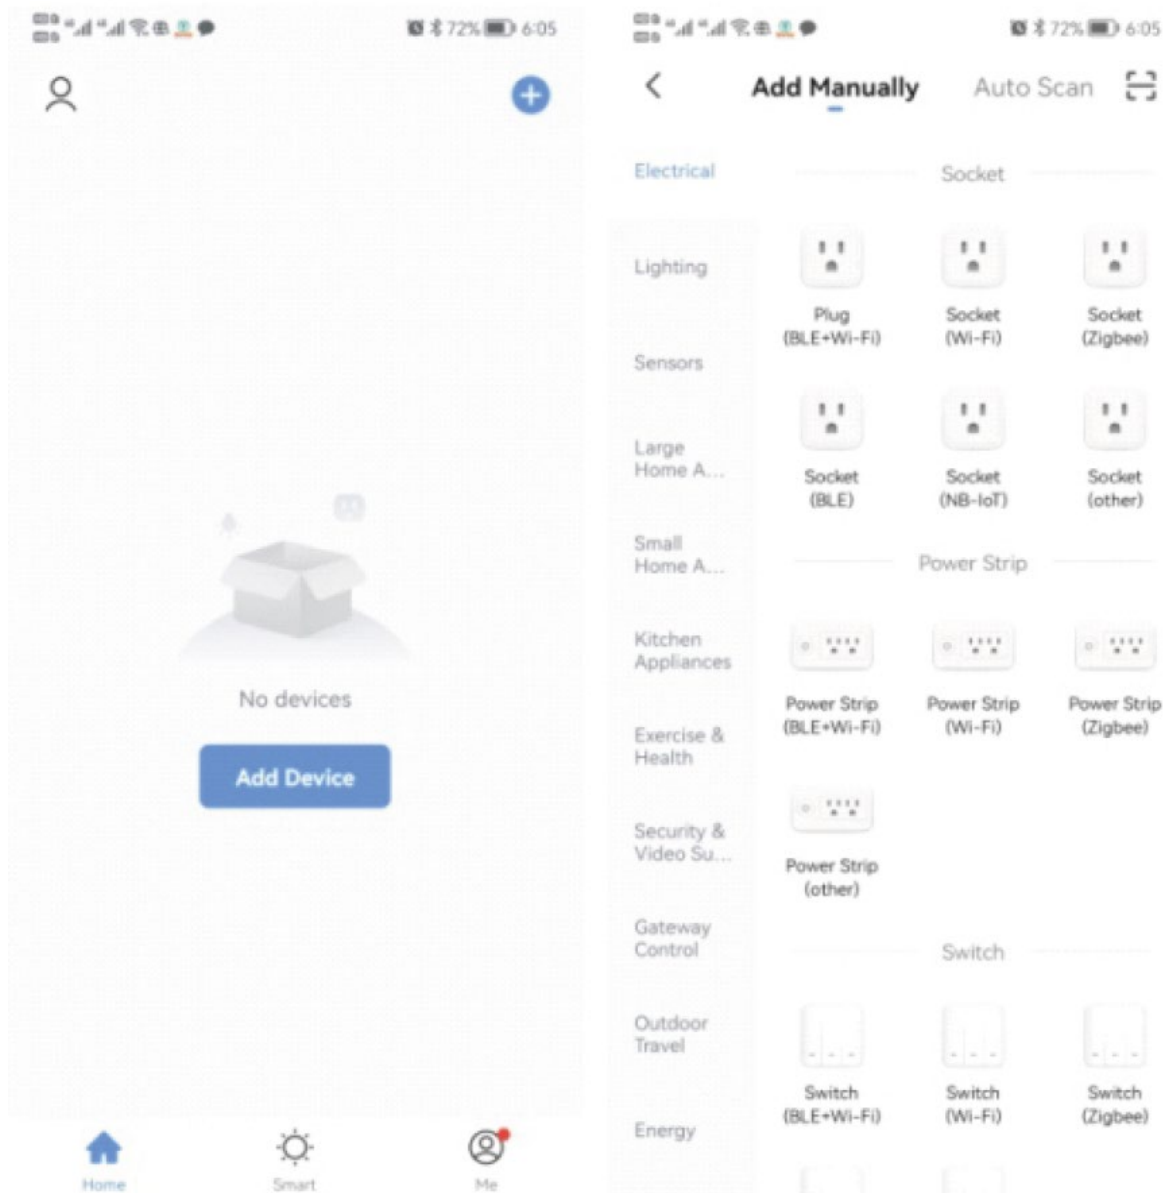 72% 6:05
No devices
Add Device
Home
Smart
Me
72% 6:05
Add Manually
Auto Scan
Electrical
Lighting
Sensors
Large
Home A...
Small
Home A...
Kitchen
Appliances
Exercise &
Health
Security &
Video Su...
Gateway
Control
Outdoor
Travel
Energy
Socket
Plug
(BLE+Wi-Fi)
Socket
(Wi-Fi)
Socket
(Zigbee)
Socket
(BLE)
Socket
(NB-IoT)
Socket
(other)
Power Strip
Power Strip
(BLE+Wi-Fi)
Power Strip
(Wi-Fi)
Power Strip
(Zigbee)
Power Strip
(other)
Switch
Switch
(BLE+Wi-Fi)
Switch
(Wi-Fi)
Switch
(Zigbee)